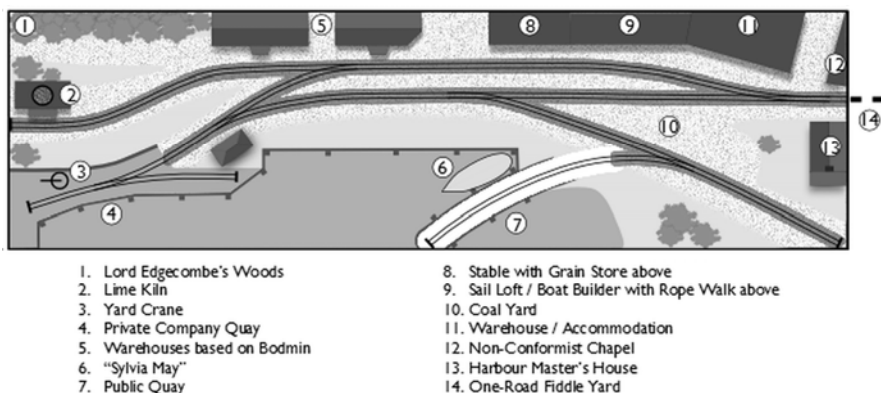 1
5
8
9
11
2
12
14
10
3
6
13
4
7
1. Lord Edgecombe's Woods
2. Lime Kiln
3. Yard Crane
4. Private Company Quay
5. Warehouses based on Bodmin
6. “Sylvia May”
7. Public Quay
8. Stable with Grain Store above
9. Sail Loft / Boat Builder with Rope Walk above
10. Coal Yard
11. Warehouse / Accommodation
12. Non-Conformist Chapel
13. Harbour Master's House
14. One-Road Fiddle Yard